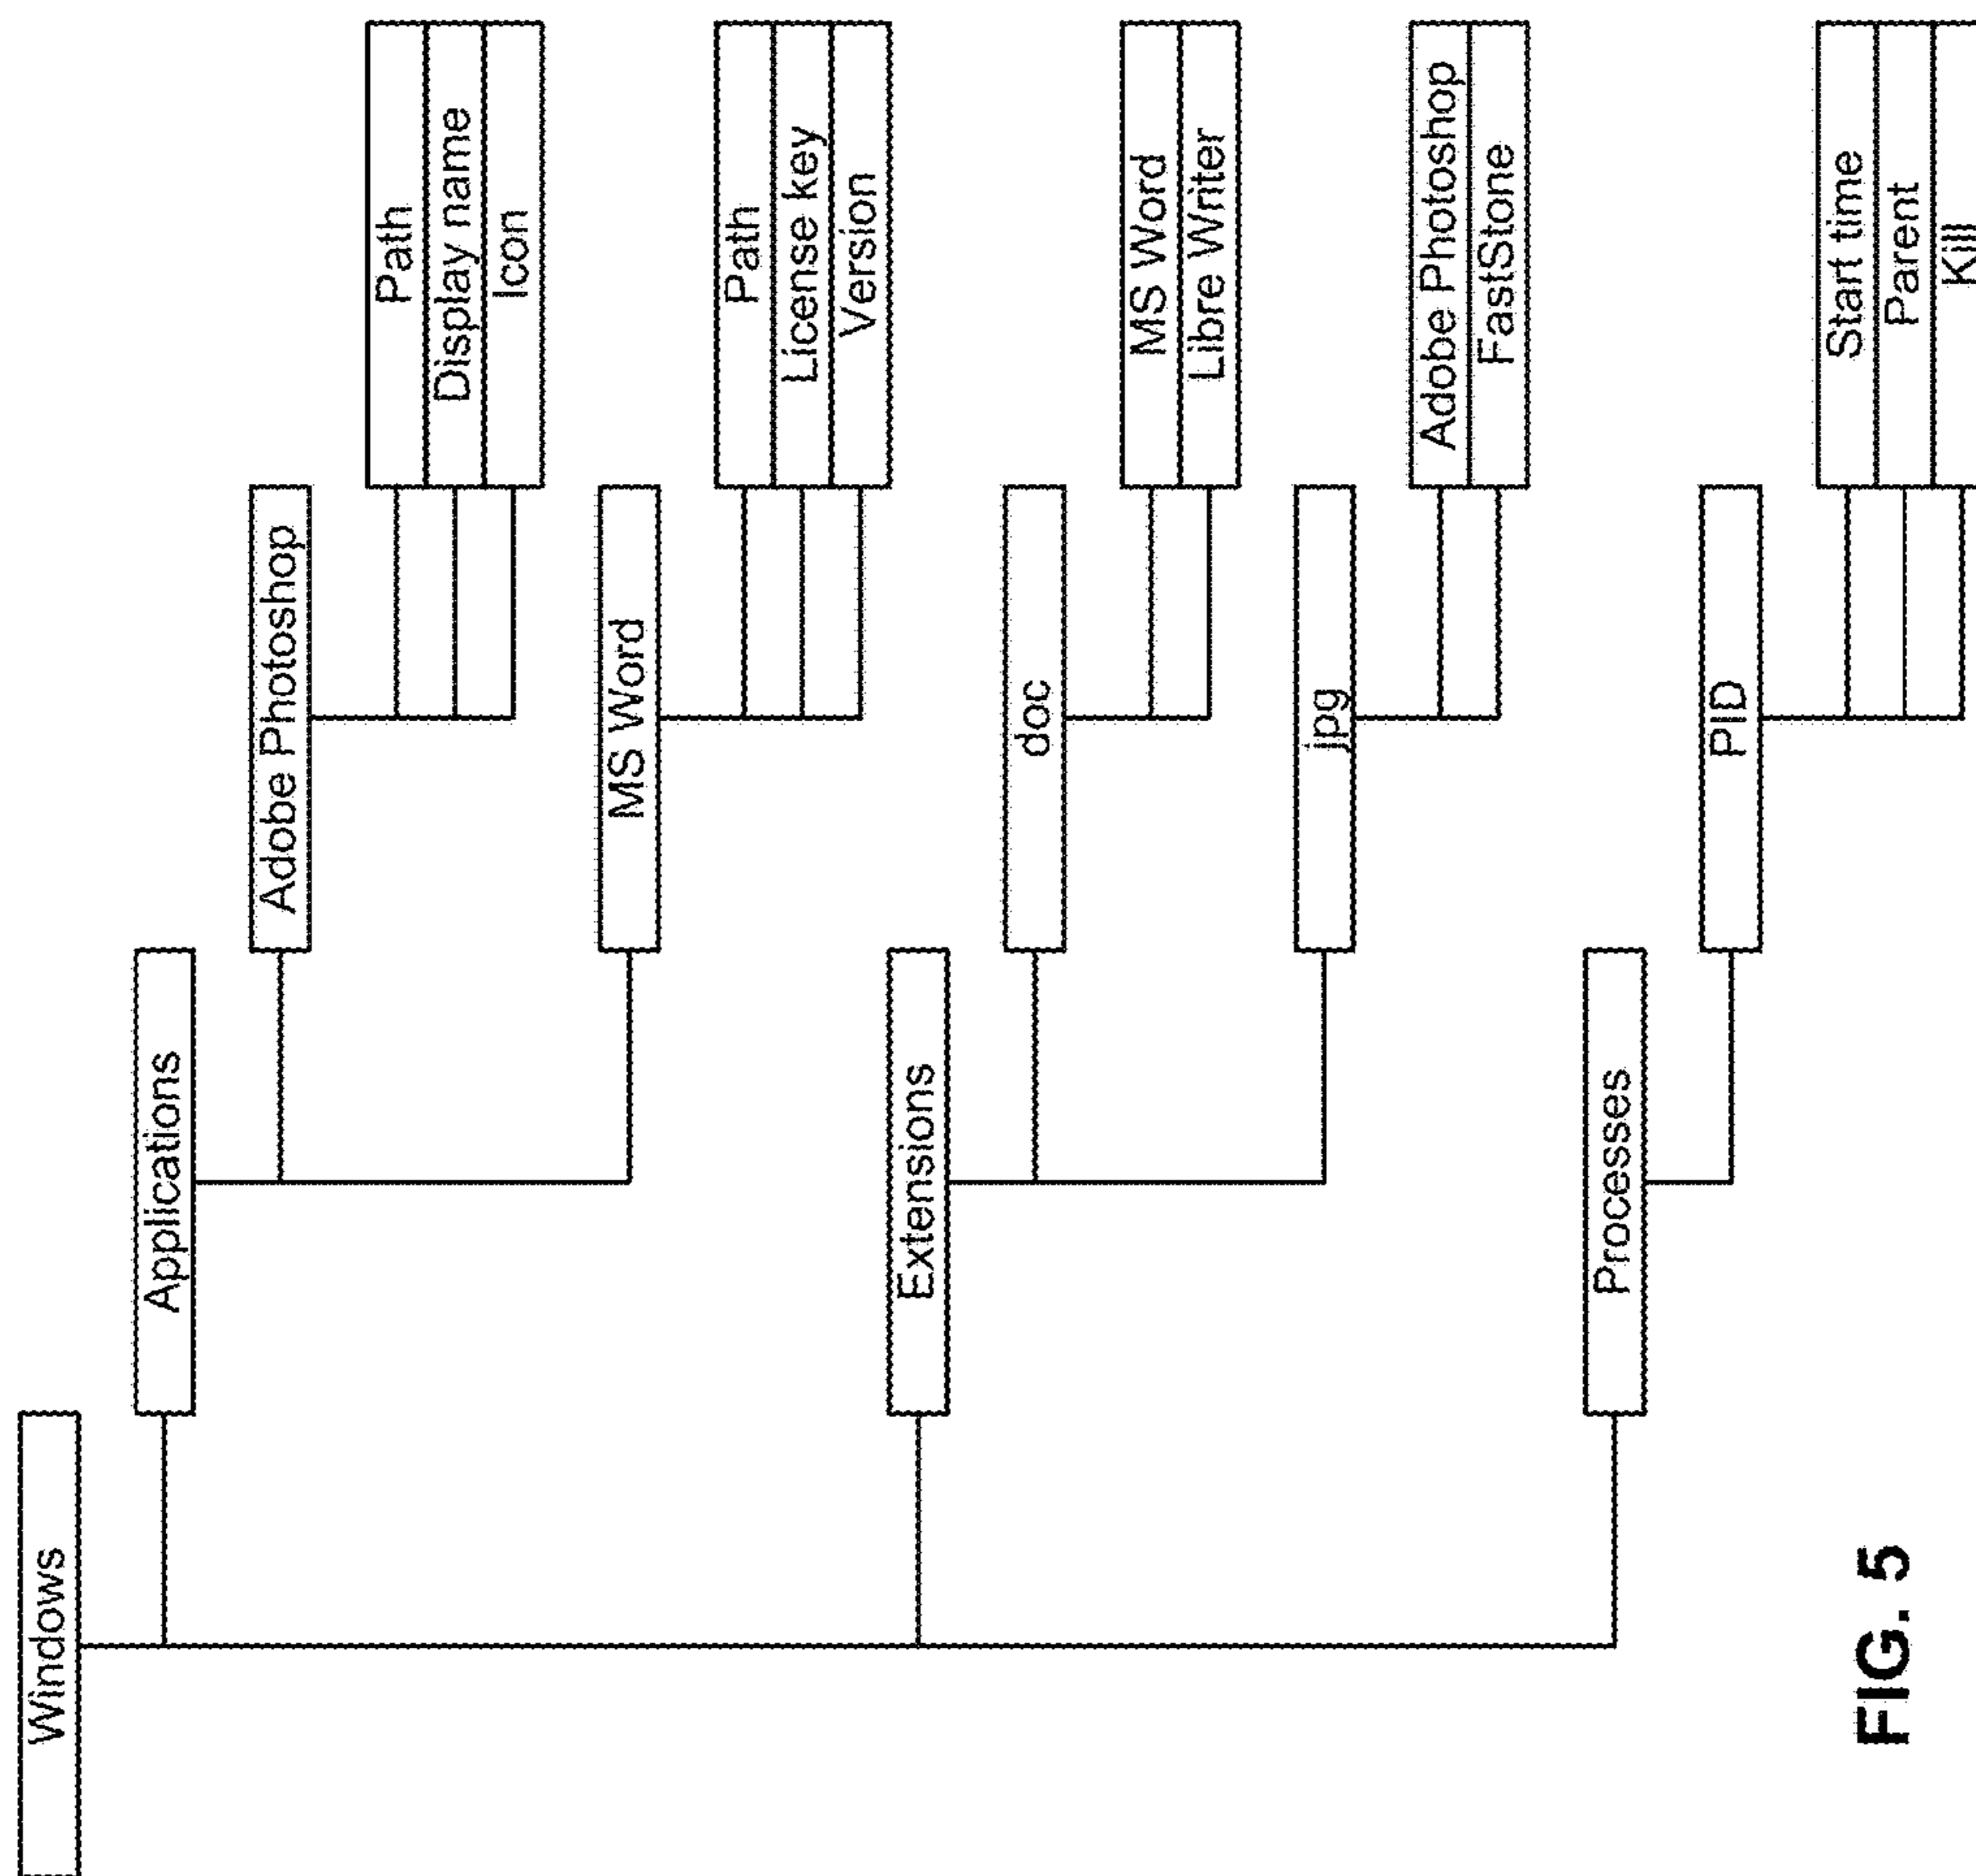 Windows
Applications
Adobe Photoshop
Path
Display name
Icon
MS Word
Path
License key
Version
Extensions
doc
MS Word
Libre Writer
jpg
Adobe Photoshop
FastStone
Processes
PID
Start time
Parent
Kill
FIG. 5